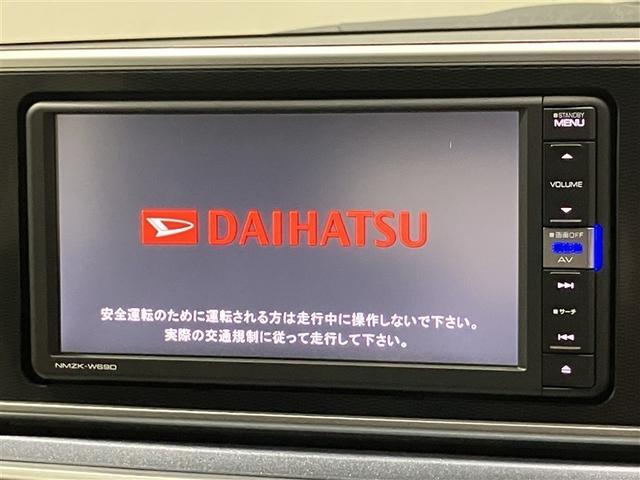 STANDBY
MENU
VOLUME
DAIHATSU
画面OFF
AV
安全運転のために運転される方は走行中に操作しないで下さい。
サーチ
実際の交通規制に従って走行して下さい。
NMZK-W69D